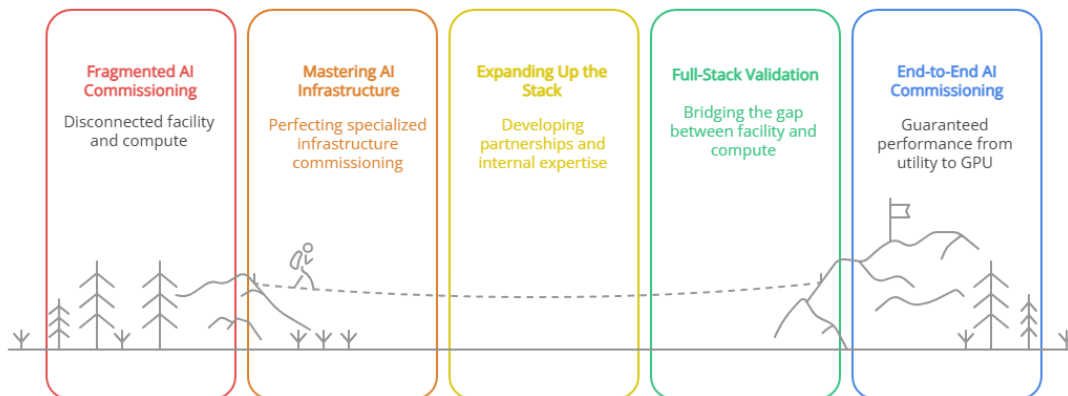 Fragmented AI
Commissioning
Disconnected facility
and compute
Mastering AI
Infrastructure
Perfecting specialized
infrastructure
commissioning
Expanding Up the
Stack
Developing
partnerships and
internal expertise
Full-Stack Validation
Bridging the gap
between facility and
compute
End-to-End AI
Commissioning
Guaranteed
performance from
utility to GPU